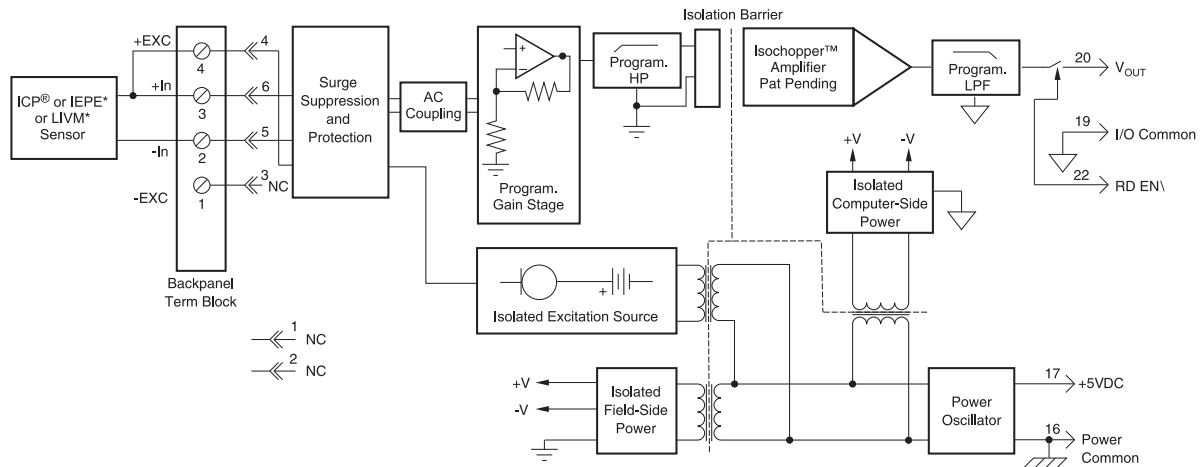 Isolation Barrier
+EXC
4
4
+In
6
3
ICP® or IEPE*
or LIVM*
Sensor
-In
5
2
3
NC
-EXC
1
Backpanel
Term Block
1
NC
2
NC
Surge
Suppression
and
Protection
AC
Coupling
+
-
Program.
Gain Stage
Program.
HP
Isochopper™
Amplifier
Pat Pending
Program.
LPF
20
VOUT
19
I/O Common
22
RD EN\
+V
-V
Isolated
Computer-Side
Power
+
Isolated Excitation Source
+V
-V
Isolated
Field-Side
Power
Power
Oscillator
17
+5VDC
16
Power
Common